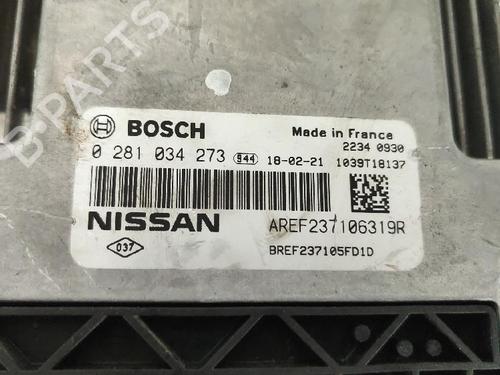 B-PARTS
BOSCH
Made in France
2234 0930
0 281 034 273 944 18-02-21 1039T18137
NISSAN
AREF237106319R
037
BREF237105FD1D